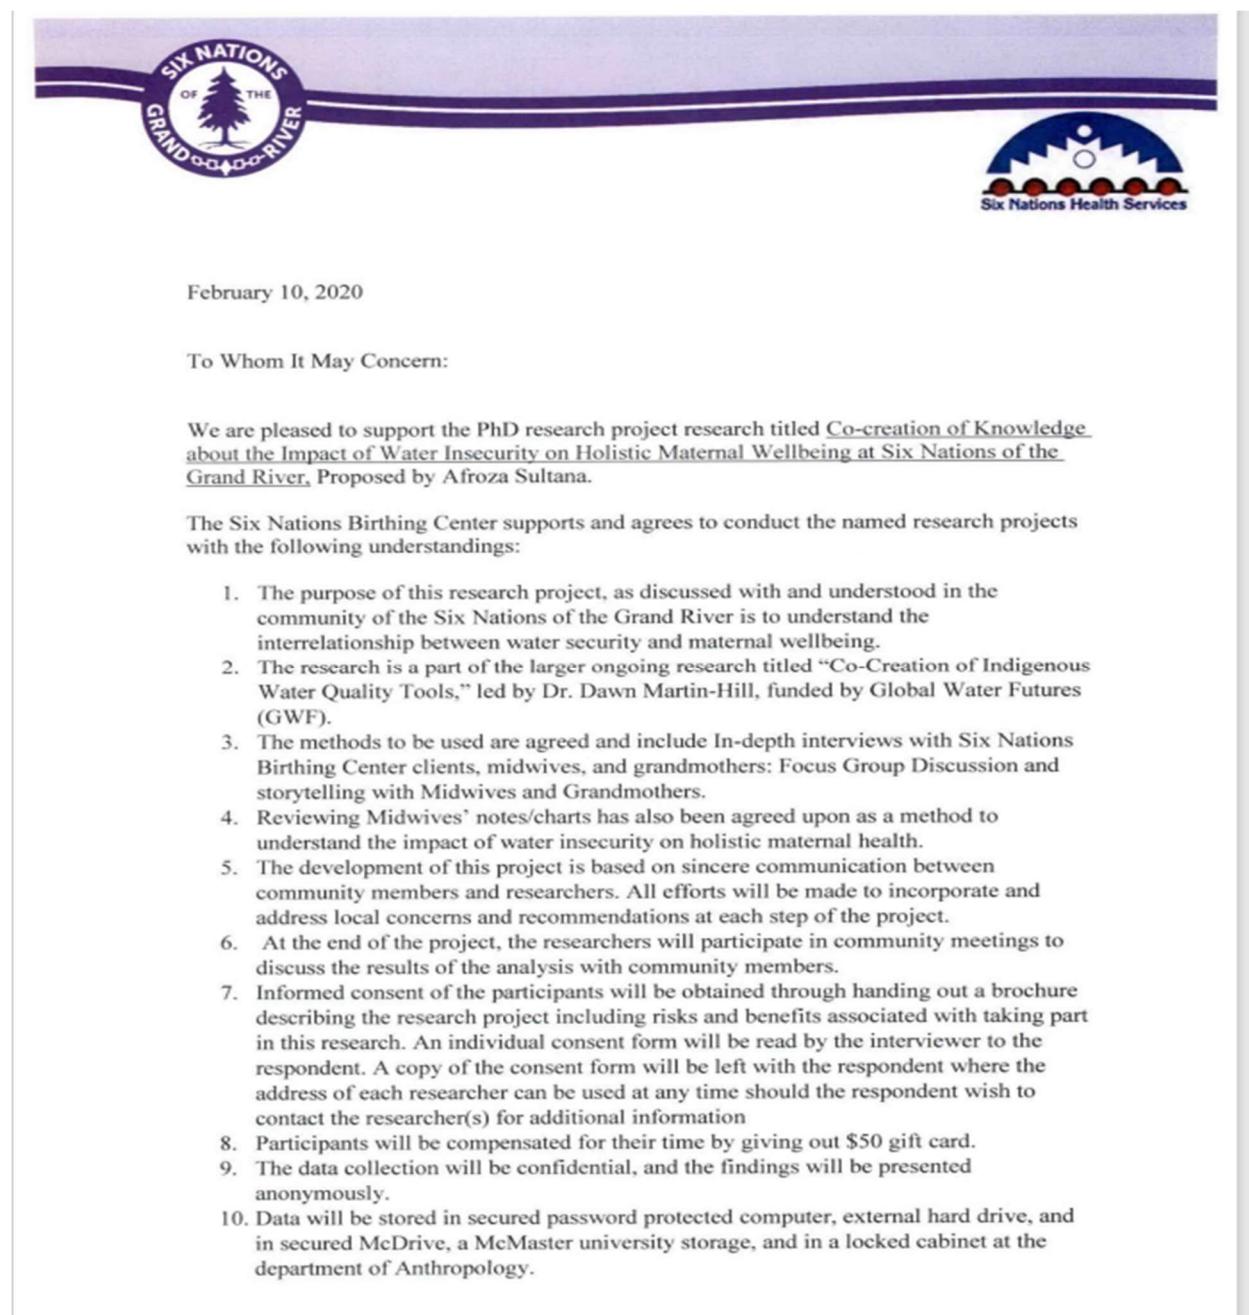 SIX NATIONS
OF THE
GRAND RIVER
Six Nations Health Services
February 10, 2020
To Whom It May Concern:
We are pleased to support the PhD research project research titled Co-creation of Knowledge
about the Impact of Water Insecurity on Holistic Maternal Wellbeing at Six Nations of the
Grand River, Proposed by Afroza Sultana.
The Six Nations Birthing Center supports and agrees to conduct the named research projects
with the following understandings:
1. The purpose of this research project, as discussed with and understood in the
community of the Six Nations of the Grand River is to understand the
interrelationship between water security and maternal wellbeing.
2. The research is a part of the larger ongoing research titled “Co-Creation of Indigenous
Water Quality Tools,” led by Dr. Dawn Martin-Hill, funded by Global Water Futures
(GWF).
3. The methods to be used are agreed and include In-depth interviews with Six Nations
Birthing Center clients, midwives, and grandmothers: Focus Group Discussion and
storytelling with Midwives and Grandmothers.
4. Reviewing Midwives’ notes/charts has also been agreed upon as a method to
understand the impact of water insecurity on holistic maternal health.
5. The development of this project is based on sincere communication between
community members and researchers. All efforts will be made to incorporate and
address local concerns and recommendations at each step of the project.
6. At the end of the project, the researchers will participate in community meetings to
discuss the results of the analysis with community members.
7. Informed consent of the participants will be obtained through handing out a brochure
describing the research project including risks and benefits associated with taking part
in this research. An individual consent form will be read by the interviewer to the
respondent. A copy of the consent form will be left with the respondent where the
address of each researcher can be used at any time should the respondent wish to
contact the researcher(s) for additional information
8. Participants will be compensated for their time by giving out $50 gift card.
9. The data collection will be confidential, and the findings will be presented
anonymously.
10. Data will be stored in secured password protected computer, external hard drive, and
in secured McDrive, a McMaster university storage, and in a locked cabinet at the
department of Anthropology.